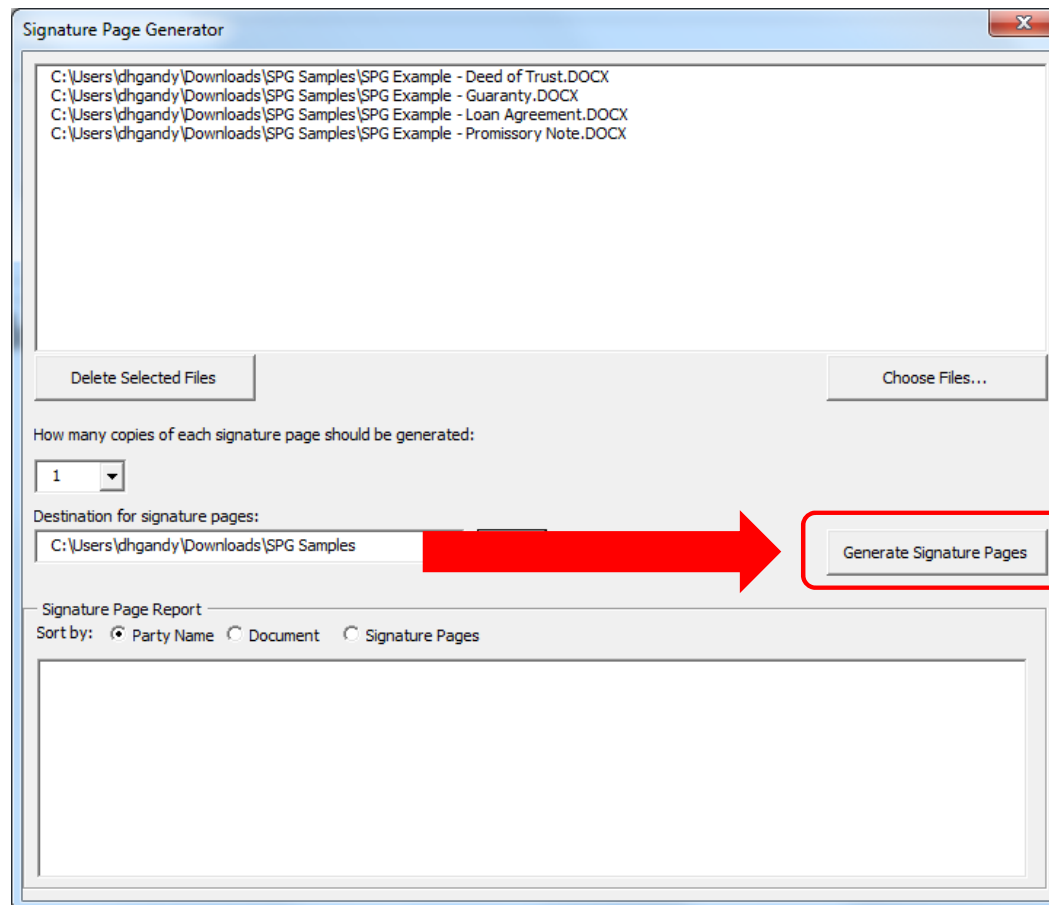 Signature Page Generator
C:\Users\dhgandy\Downloads\SPG Samples\SPG Example - Deed of Trust.DOCX
C:\Users\dhgandy\Downloads\SPG Samples\SPG Example - Guaranty.DOCX
C:\Users\dhgandy\Downloads\SPG Samples\SPG Example - Loan Agreement.DOCX
C:\Users\dhgandy\Downloads\SPG Samples\SPG Example - Promissory Note.DOCX
Delete Selected Files
Choose Files...
How many copies of each signature page should be generated:
1
Destination for signature pages:
C:\Users\dhgandy\Downloads\SPG Samples
Generate Signature Pages
Signature Page Report
Sort by: Party Name Document Signature Pages